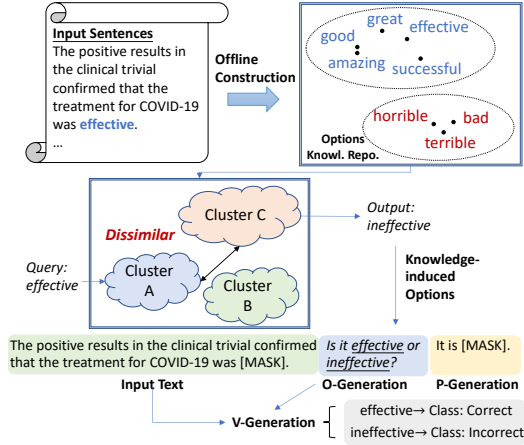 Input Sentences
The positive results in
the clinical trivial
confirmed that the
treatment for COVID-19
was effective.
...
Offline
Construction
great
good
effective
amazing
successful
horrible
bad
terrible
Options
Knowl. Repo.
Dissimilar
Cluster C
Query:
effective
Cluster
A
Cluster
B
Output:
ineffective
Knowledge-
induced
Options
The positive results in the clinical trivial confirmed
that the treatment for COVID-19 was [MASK].
Is it effective or
ineffective?
It is [MASK].
Input Text
O-Generation
P-Generation
V-Generation
effective→ Class: Correct
ineffective→ Class: Incorrect